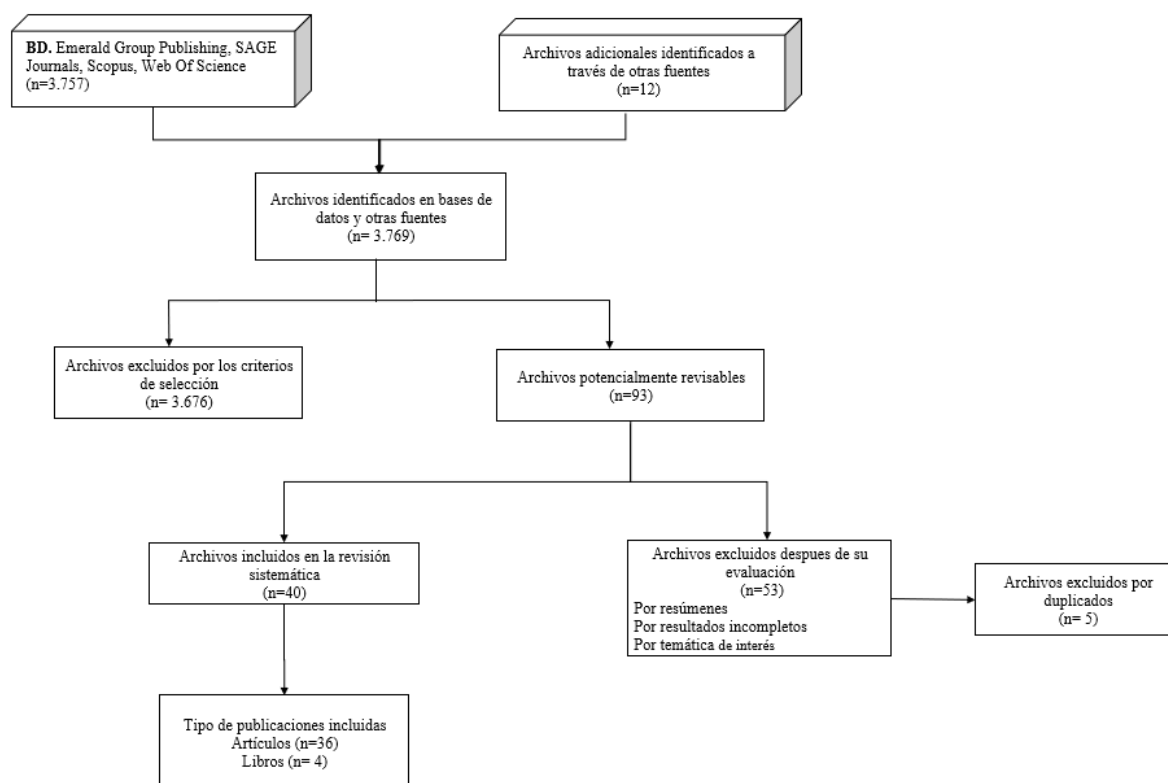 BD. Emerald Group Publishing, SAGE
Journals, Scopus, Web Of Science
(n=3.757)
Archivos adicionales identificados a
través de otras fuentes
(n=12)
Archivos identificados en bases de
datos y otras fuentes
(n= 3.769)
Archivos excluidos por los criterios
de selección
(n= 3.676)
Archivos potencialmente revisables
(n=93)
Archivos incluidos en la revisión
sistemática
(n=40)
Archivos excluidos despues de su
evaluación
(n=53)
Por resúmenes
Por resultados incompletos
Por temática de interés
Archivos excluidos por
duplicados
(n= 5)
Tipo de publicaciones incluidas
Artículos (n=36)
Libros (n= 4)